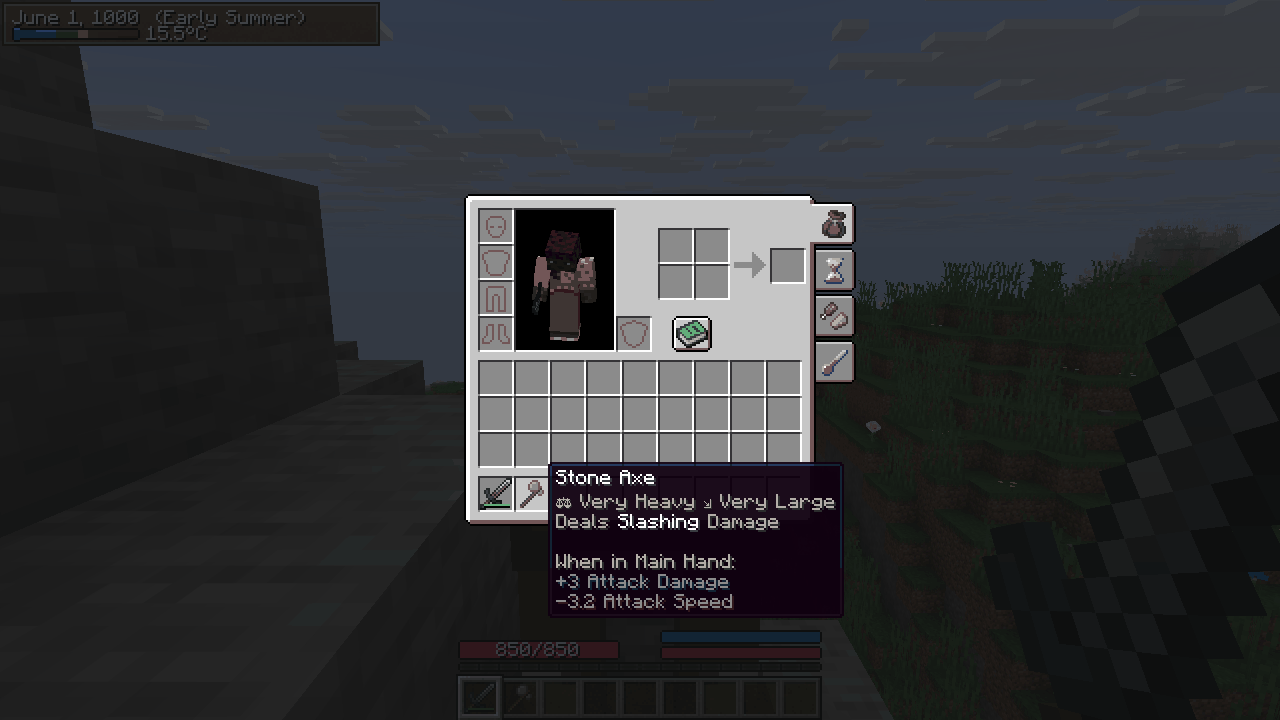 June 1, 1000 (Early Summer)
15.5°C
Stone Axe
⚖ Very Heavy ⇲ Very Large
Deals Slashing Damage
When in Main Hand:
+3 Attack Damage
-3.2 Attack Speed
850/850